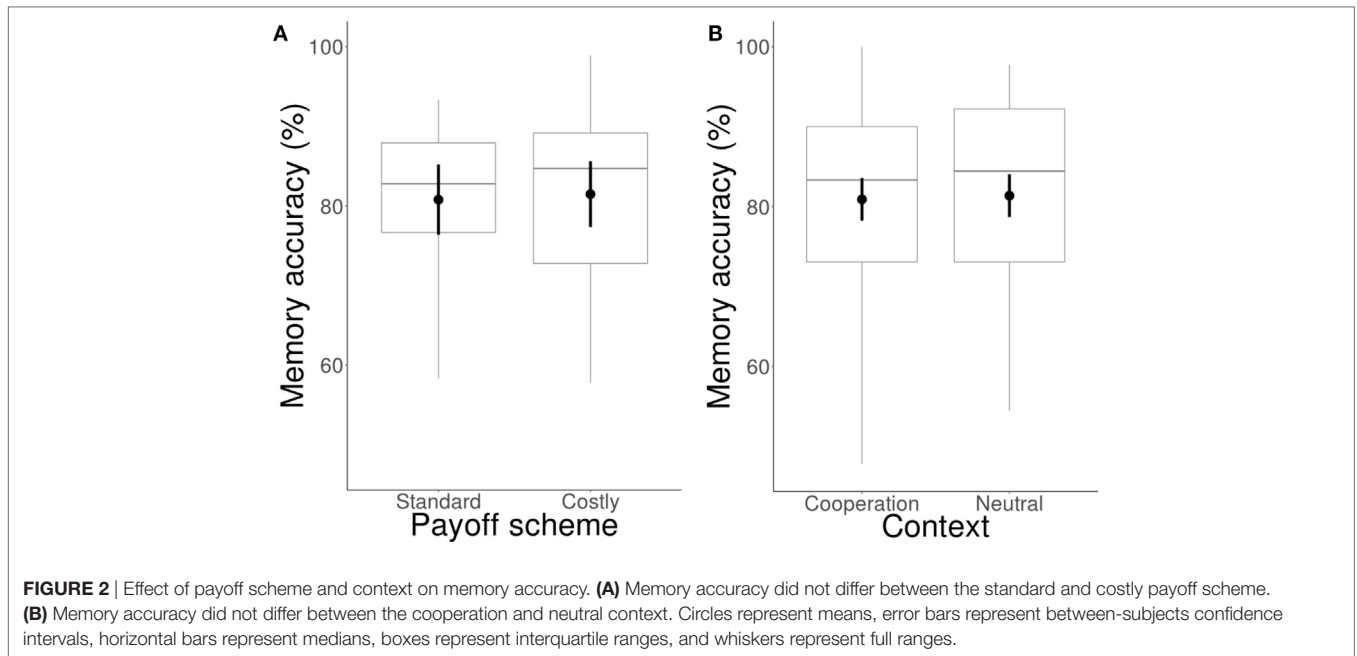 A
Memory accuracy (%)
100
80
60
Standard Costly
Payoff scheme
B
Memory accuracy (%)
100
80
60
Cooperation Neutral
Context
FIGURE 2 | Effect of payoff scheme and context on memory accuracy. (A) Memory accuracy did not differ between the standard and costly payoff scheme.
(B) Memory accuracy did not differ between the cooperation and neutral context. Circles represent means, error bars represent between-subjects confidence
intervals, horizontal bars represent medians, boxes represent interquartile ranges, and whiskers represent full ranges.